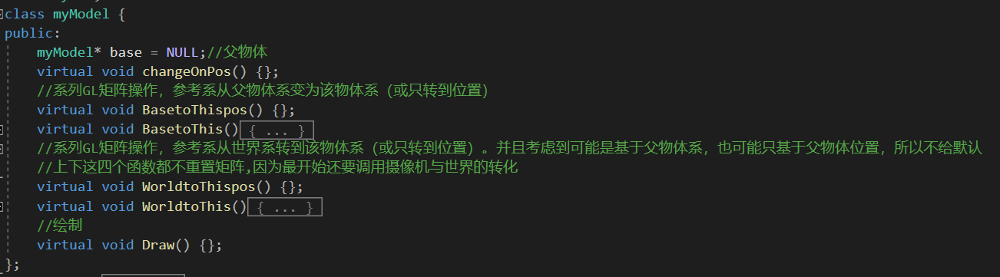 class myModel {
public:
myModel* base = NULL;//父物体
virtual void changeOnPos() {};
//系列GL矩阵操作，参考系从父物体系变为该物体系（或只转到位置）
virtual void BasetoThispos() {};
virtual void BasetoThis(){ ... }
//系列GL矩阵操作，参考系从世界系转到该物体系（或只转到位置）。并且考虑到可能是基于父物体系，也可能只基于父物体位置，所以不给默认
//上下这四个函数都不重置矩阵,因为最开始还要调用摄像机与世界的转化
virtual void WorldtoThispos() {};
virtual void WorldtoThis(){ ... }
//绘制
virtual void Draw() {};
};